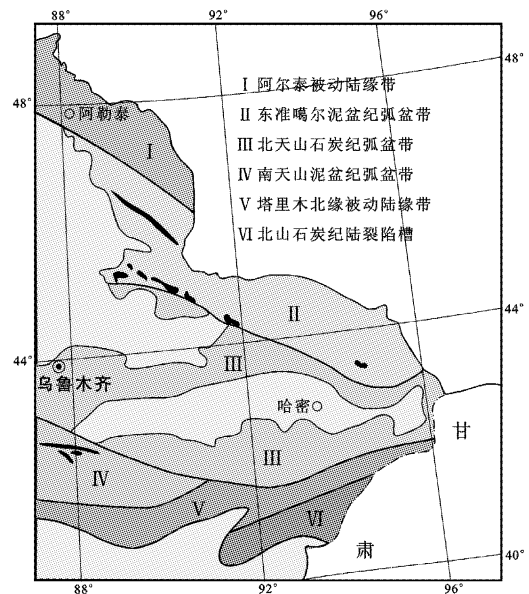 88° 92° 96°
Ⅰ 阿尔泰被动陆缘带
48° 阿勒泰
48°
Ⅱ 东准噶尔泥盆纪弧盆带
Ⅲ 北天山石炭纪弧盆带
Ⅰ
Ⅳ 南天山泥盆纪弧盆带
Ⅴ 塔里木北缘被动陆缘带
Ⅵ 北山石炭纪陆裂陷槽
44°
Ⅱ
44°
Ⅲ
乌鲁木齐
哈密
甘
Ⅲ
Ⅳ
Ⅴ
Ⅵ
肃
40°
88° 92° 96°